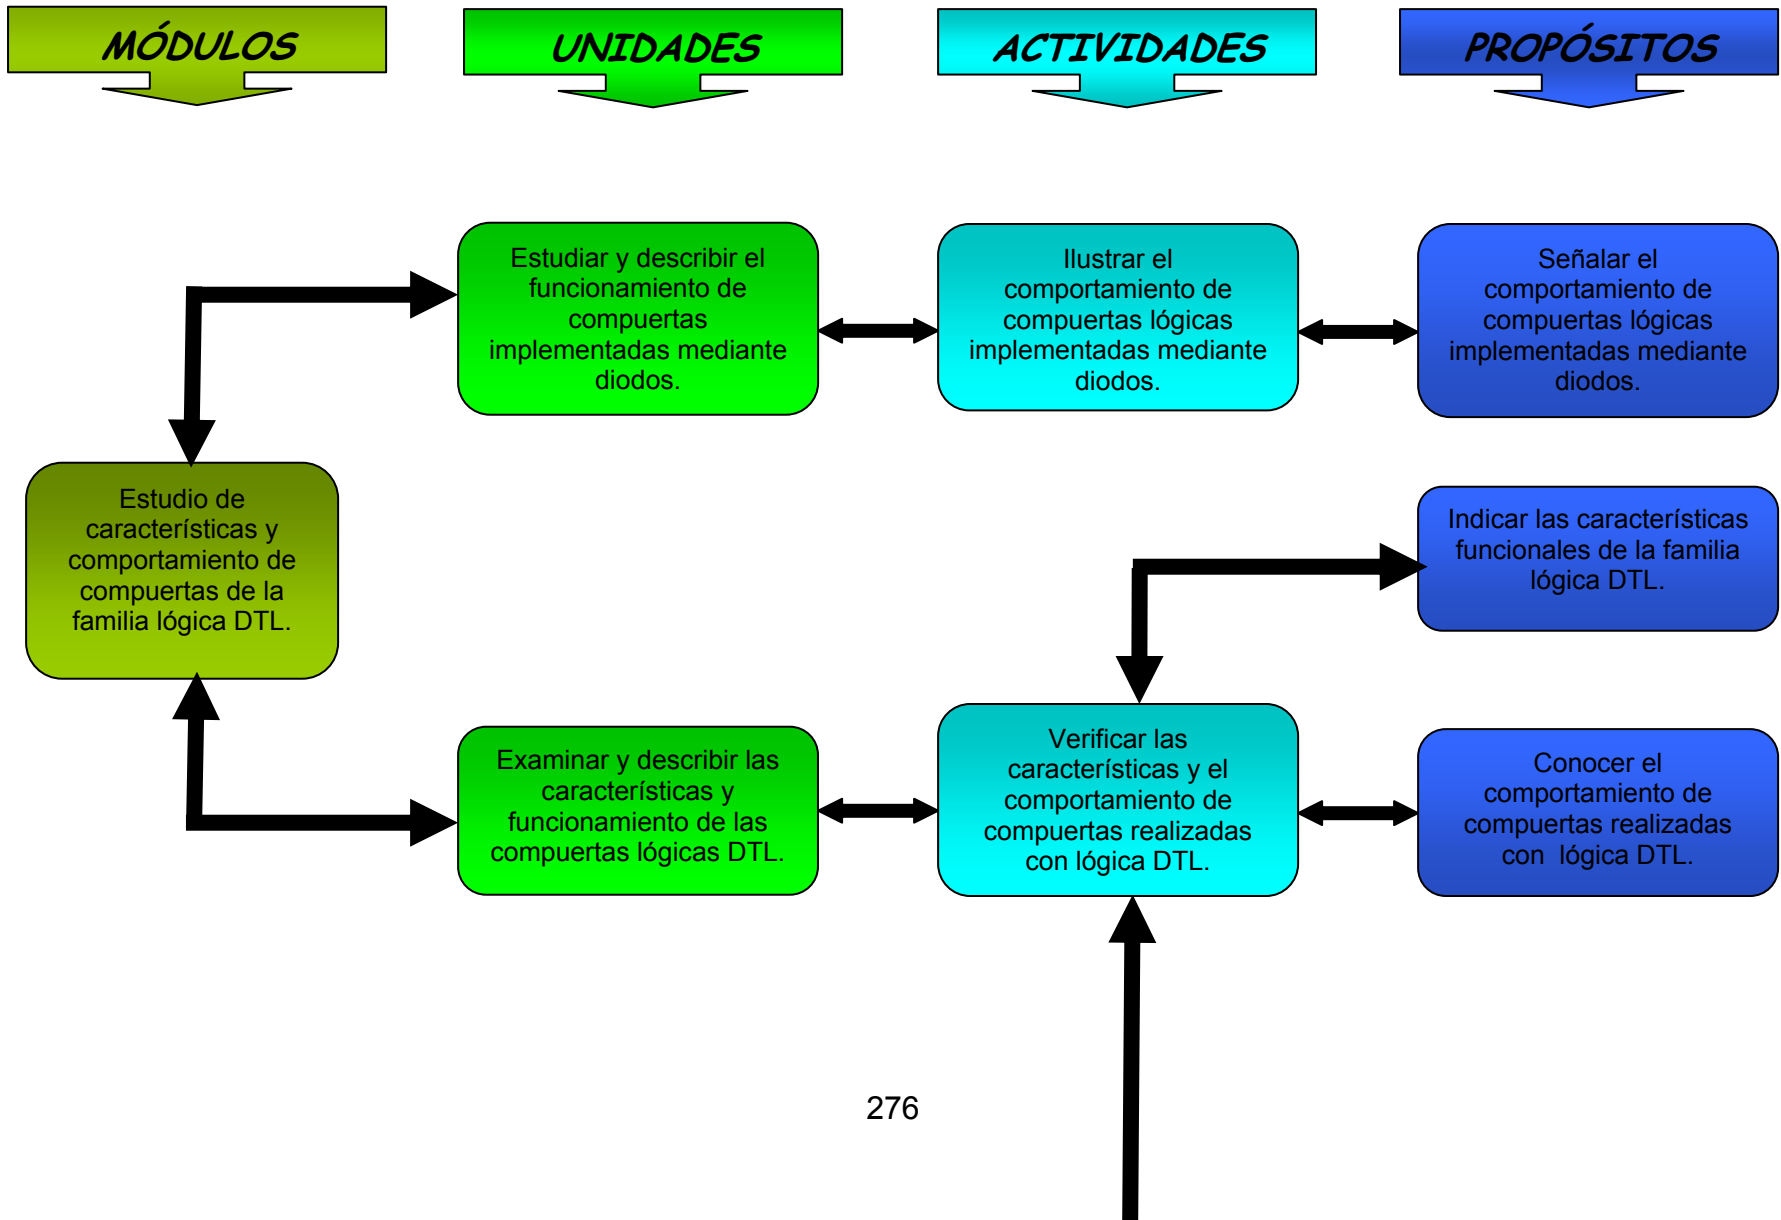 MÓDULOS
UNIDADES
ACTIVIDADES
PROPÓSITOS
Estudiar y describir el
funcionamiento de
compuertas
implementadas mediante
diodos.
Ilustrar el
comportamiento de
compuertas lógicas
implementadas mediante
diodos.
Señalar el
comportamiento de
compuertas lógicas
implementadas mediante
diodos.
Estudio de
características y
comportamiento de
compuertas de la
familia lógica DTL.
Indicar las características
funcionales de la familia
lógica DTL.
Examinar y describir las
características y
funcionamiento de las
compuertas lógicas DTL.
Verificar las
características y el
comportamiento de
compuertas realizadas
con lógica DTL.
Conocer el
comportamiento de
compuertas realizadas
con  lógica DTL.
276